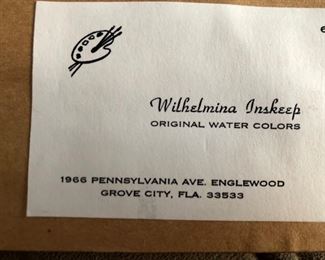 Wilhelmina Inskeep
ORIGINAL WATER COLORS
1966 PENNSYLVANIA AVE. ENGLEWOOD
GROVE CITY, FLA. 33533